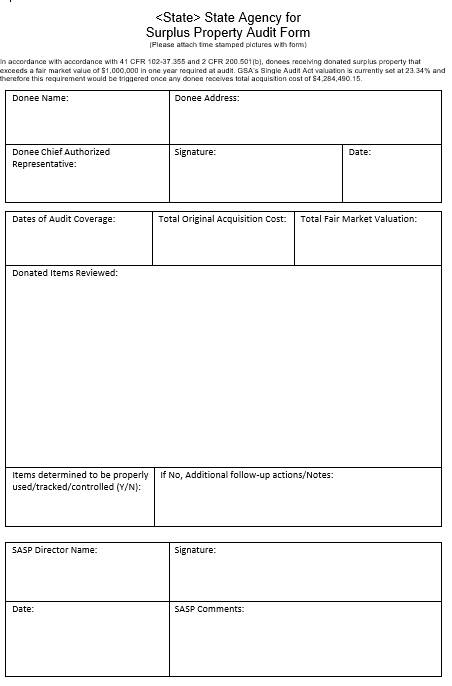 <State> State Agency for
Surplus Property Audit Form
(Please attach time stamped pictures with form)
In accordance with accordance with 41 CFR 102-37.355 and 2 CFR 200.501(b), donees receiving donated surplus property that
exceeds a fair market value of $1,000,000 in one year required at audit. GSA's Single Audit Act valuation is currently set at 23.34% and
therefore this requirement would be triggered once any donee receives total acquisition cost of $4,284,490.15.
Donee Name:
Donee Address:
Donee Chief Authorized
Representative:
Signature:
Date:
Dates of Audit Coverage:
Total Original Acquisition Cost:
Total Fair Market Valuation:
Donated Items Reviewed:
Items determined to be properly
used/tracked/controlled (Y/N):
If No, Additional follow-up actions/Notes:
SASP Director Name:
Signature:
Date:
SASP Comments: